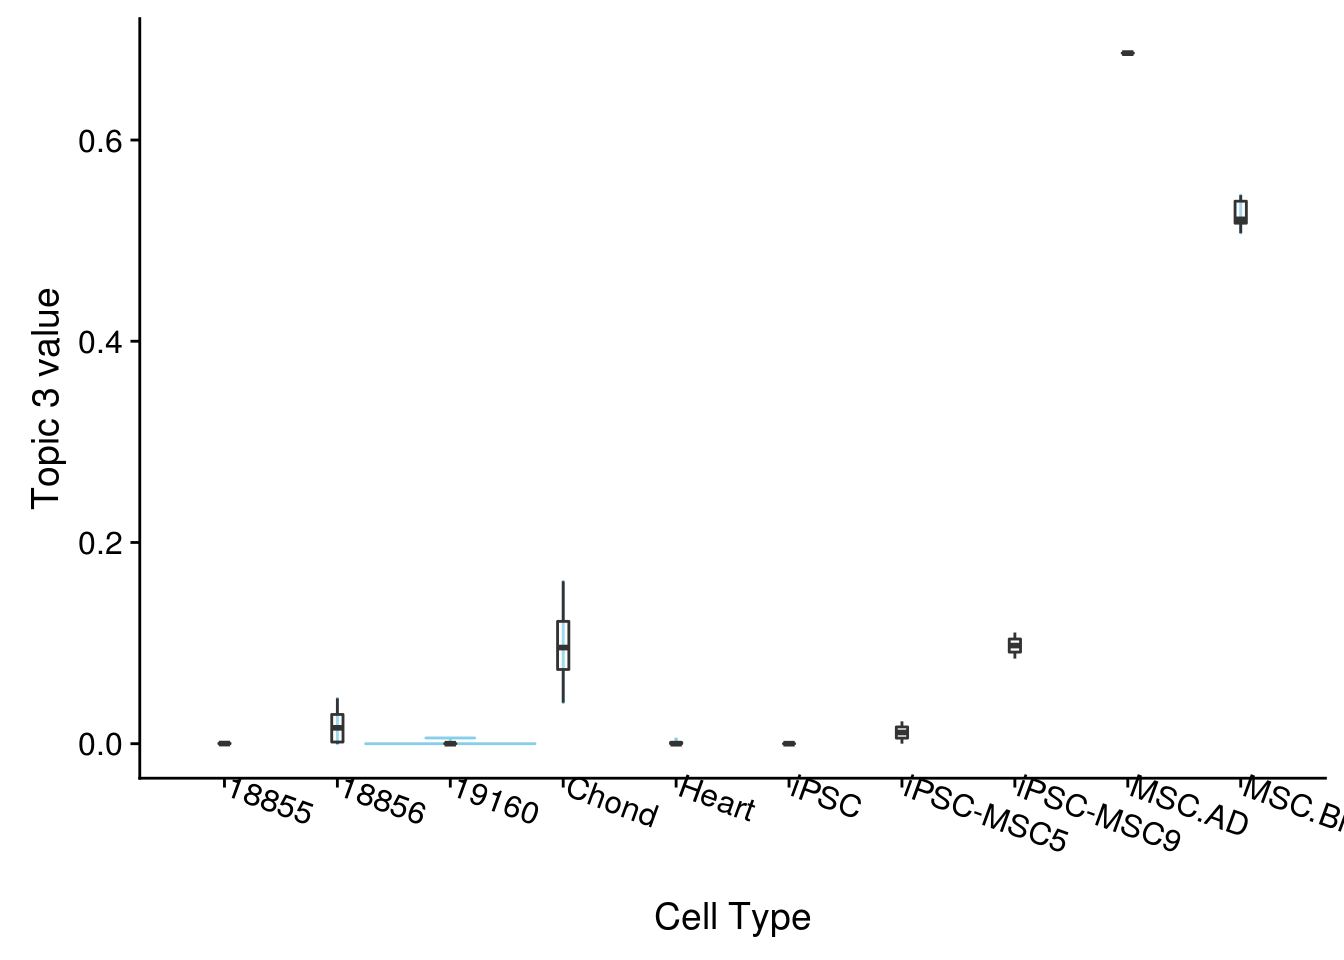 Topic 3 value
0.6
0.4
0.2
0.0
18855
18856
19160
Chond
Heart
iPSC
iPSC-MSC5
iPSC-MSC9
MSC.AD
Cell Type